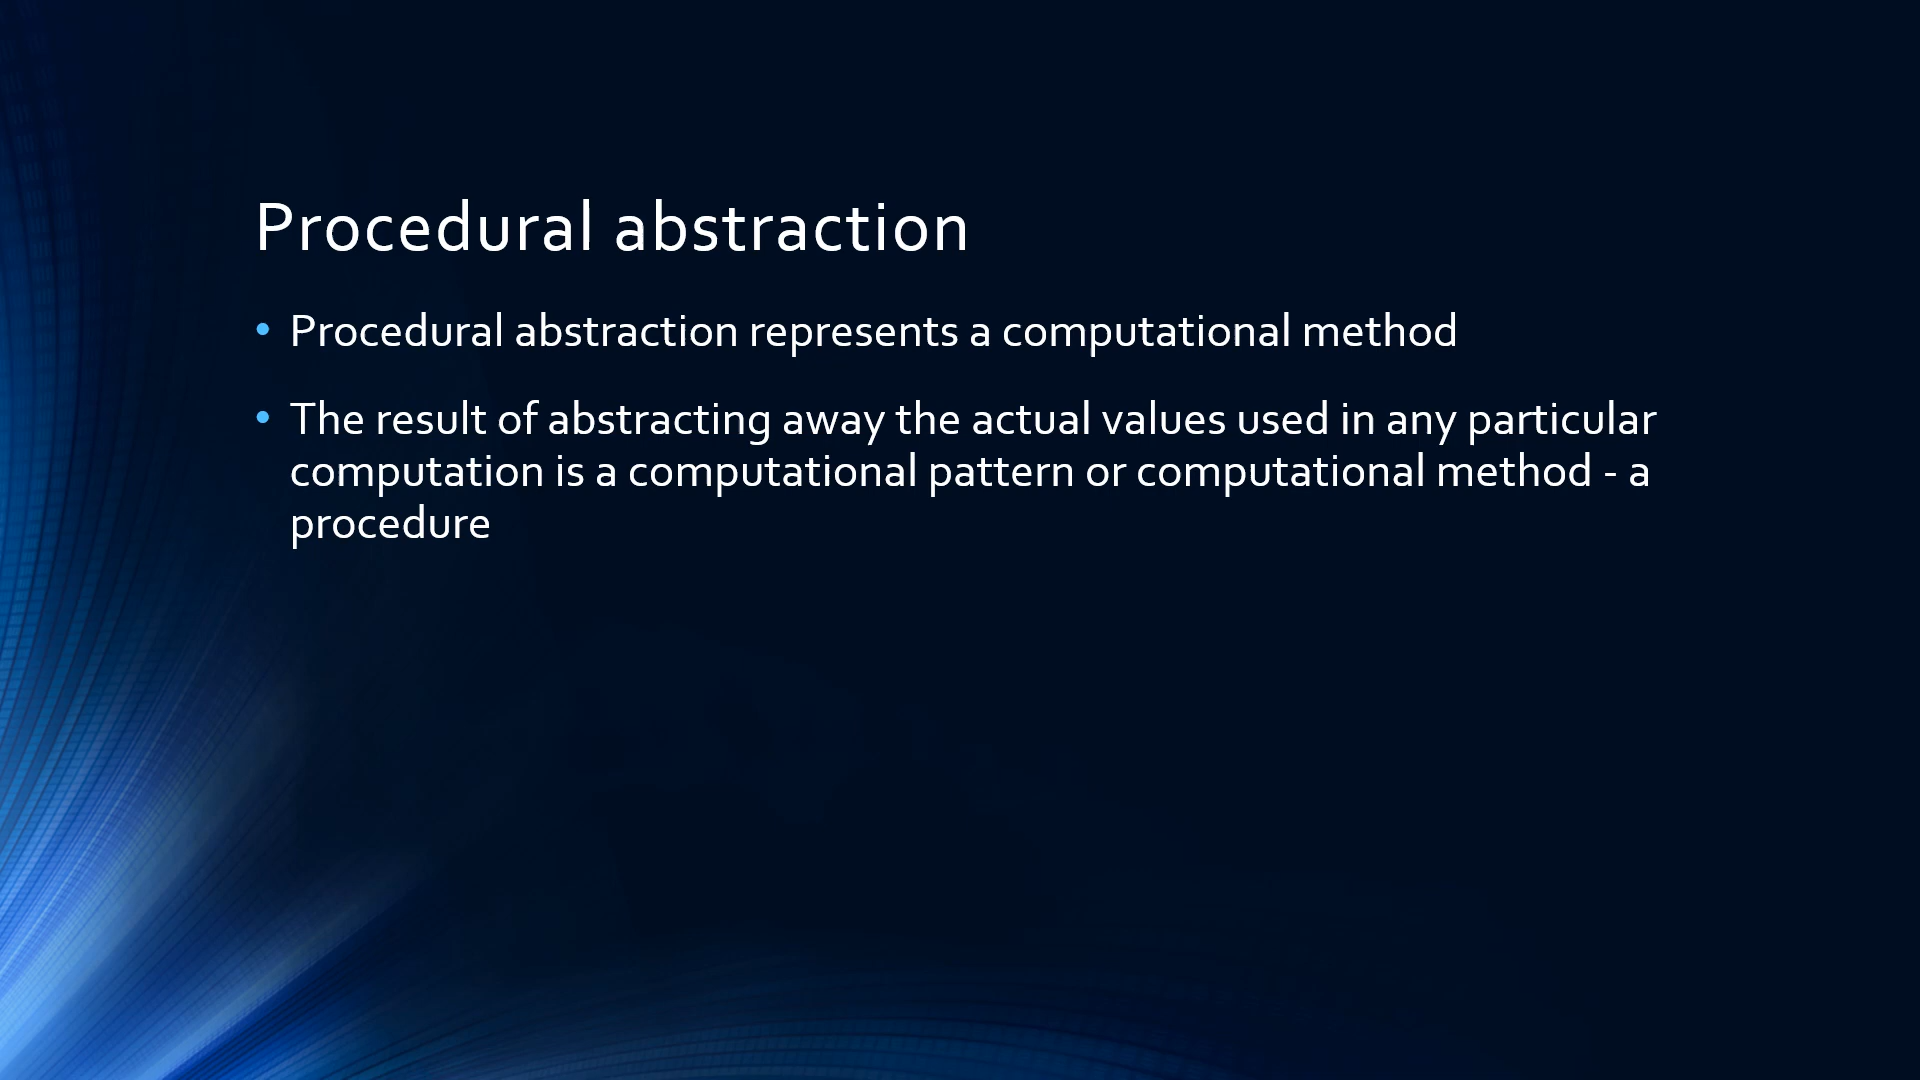 Procedural abstraction
• Procedural abstraction represents a computational method
• The result of abstracting away the actual values used in any particular
computation is a computational pattern or computational method - a
procedure